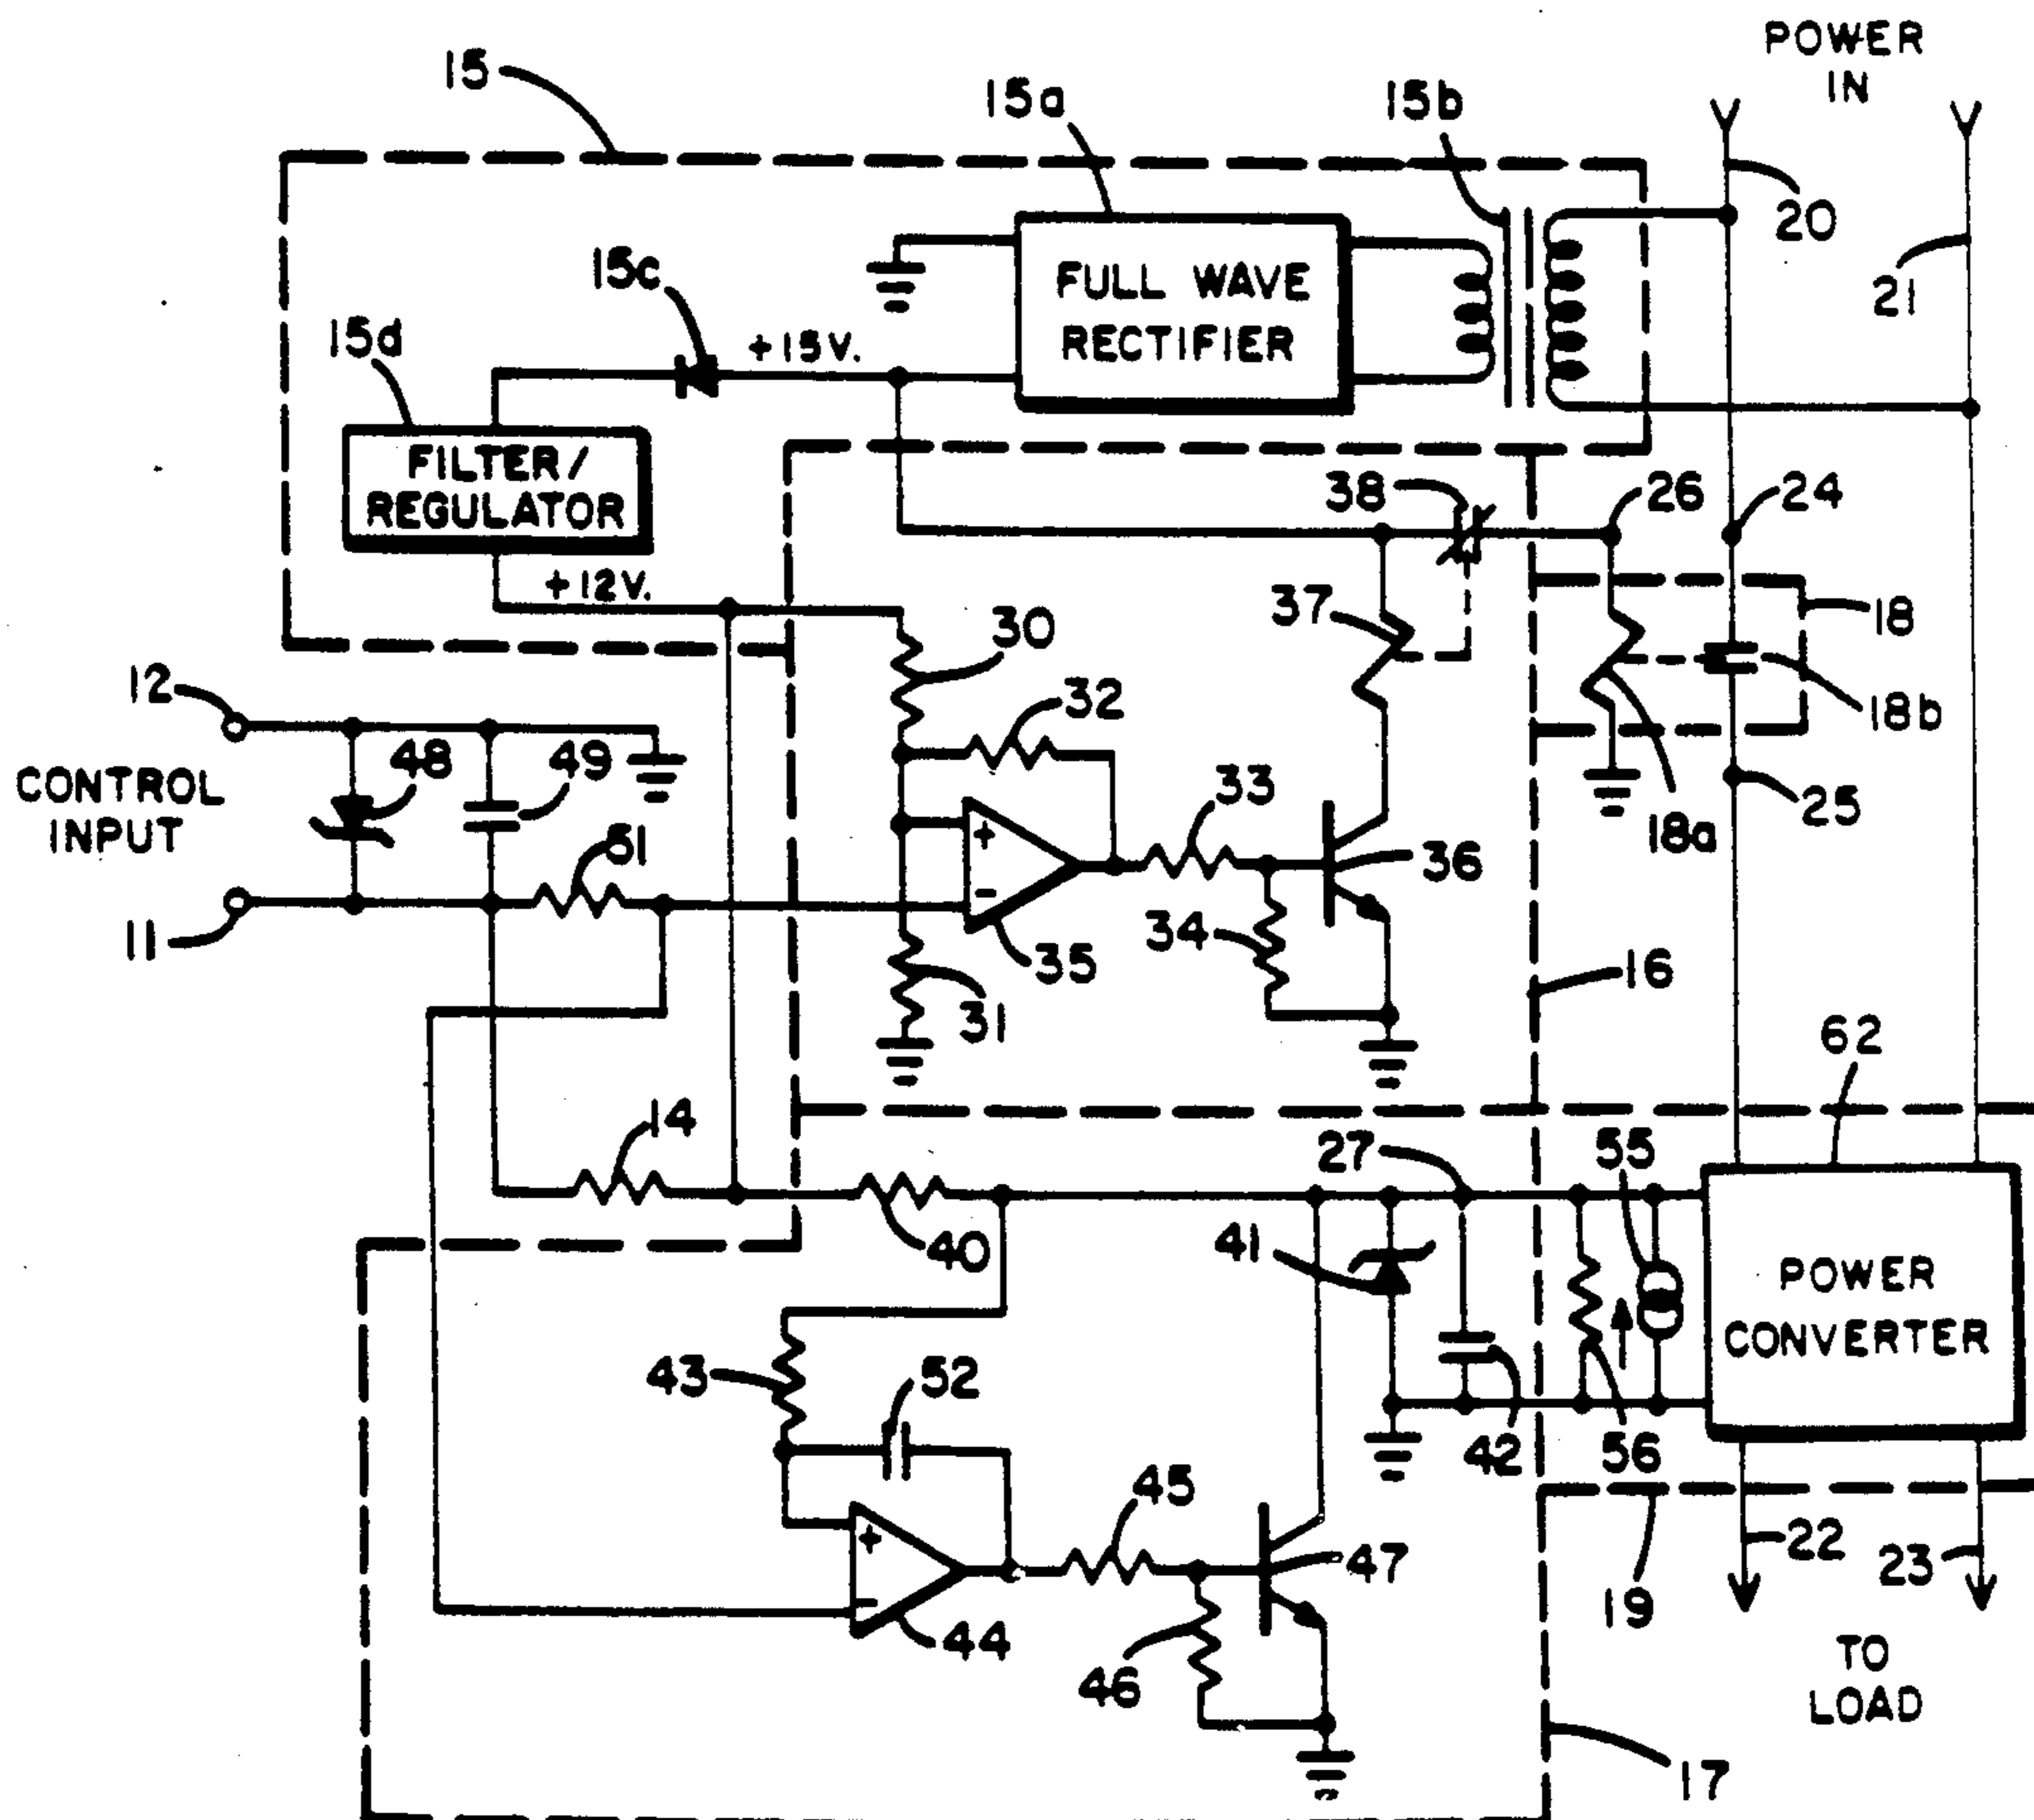 POWER
IN
15
15a
15b
20
21
15c
FULL WAVE
RECTIFIER
15d
+15V.
FILTER/
REGULATOR
38
26
24
+12V.
30
37
18
12
32
18b
48
49
CONTROL
INPUT
33
25
18a
51
+
36
-
11
34
35
16
31
62
14
27
55
41
40
POWER
CONVERTER
43
52
42
56
45
+
47
22
23
-
19
44
46
TO
LOAD
17